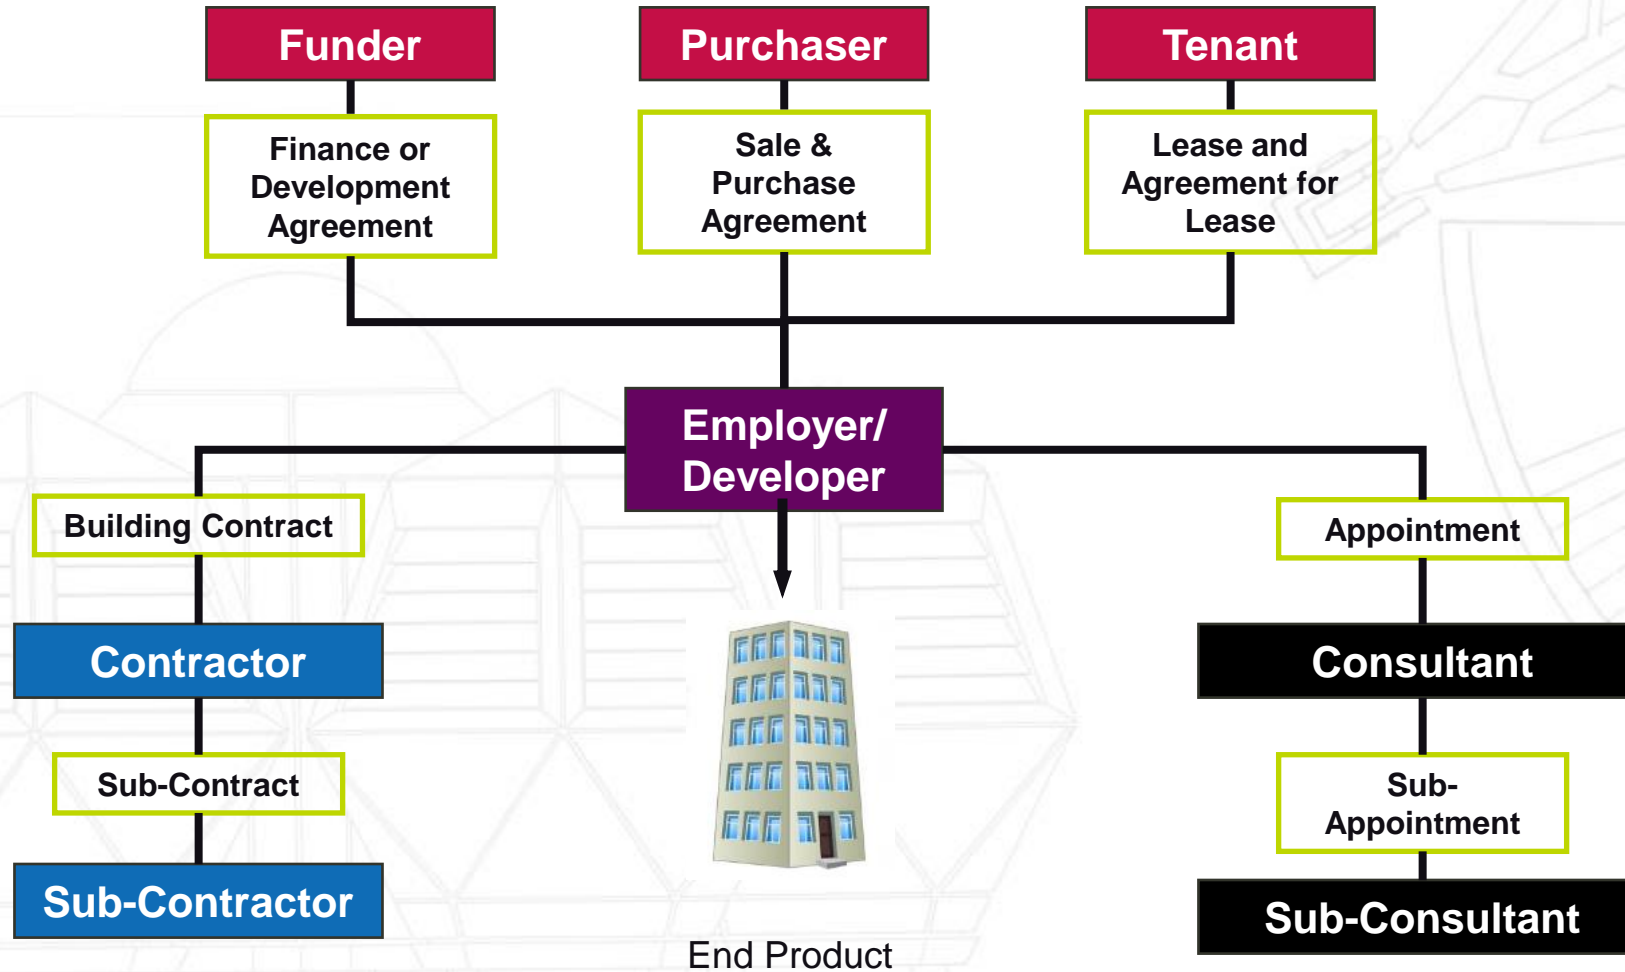 Funder
Purchaser
Tenant
Finance or
Development
Agreement
Sale &
Purchase
Agreement
Lease and
Agreement for
Lease
Employer/
Developer
Building Contract
Appointment
Contractor
Consultant
Sub-Contract
Sub-
Appointment
Sub-Contractor
Sub-Consultant
End Product